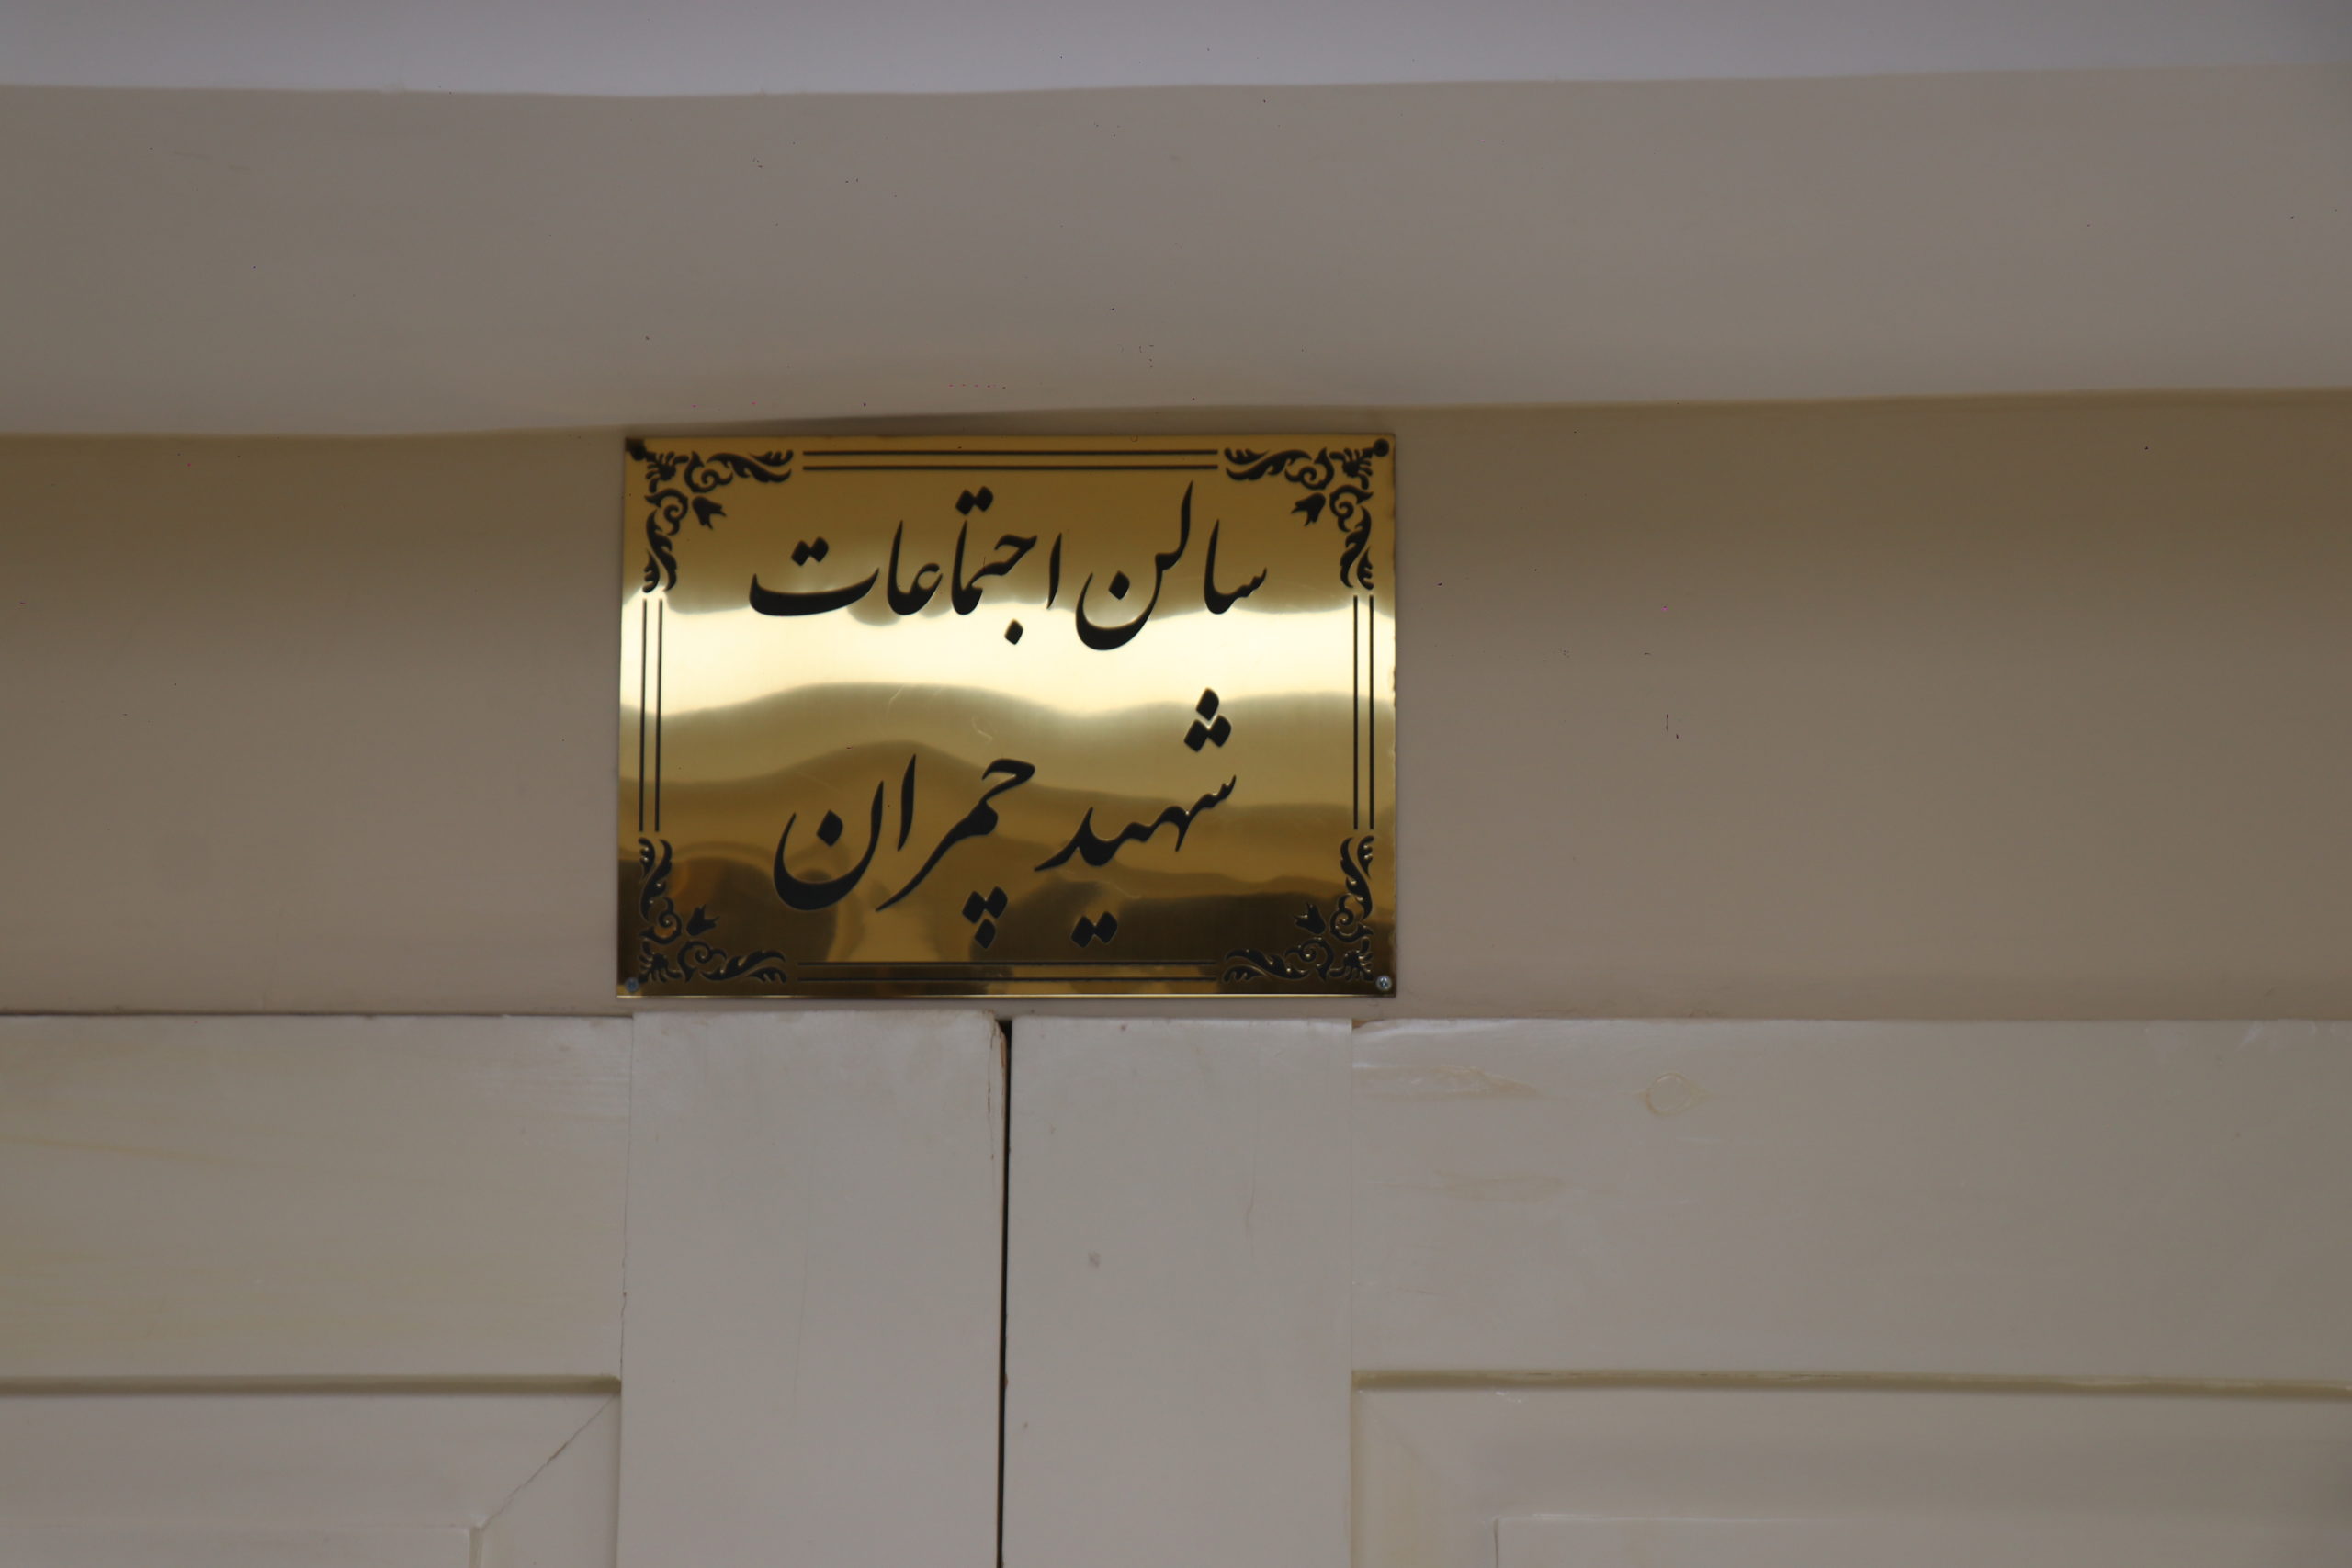 سالن اجتماعات
شهید چمران